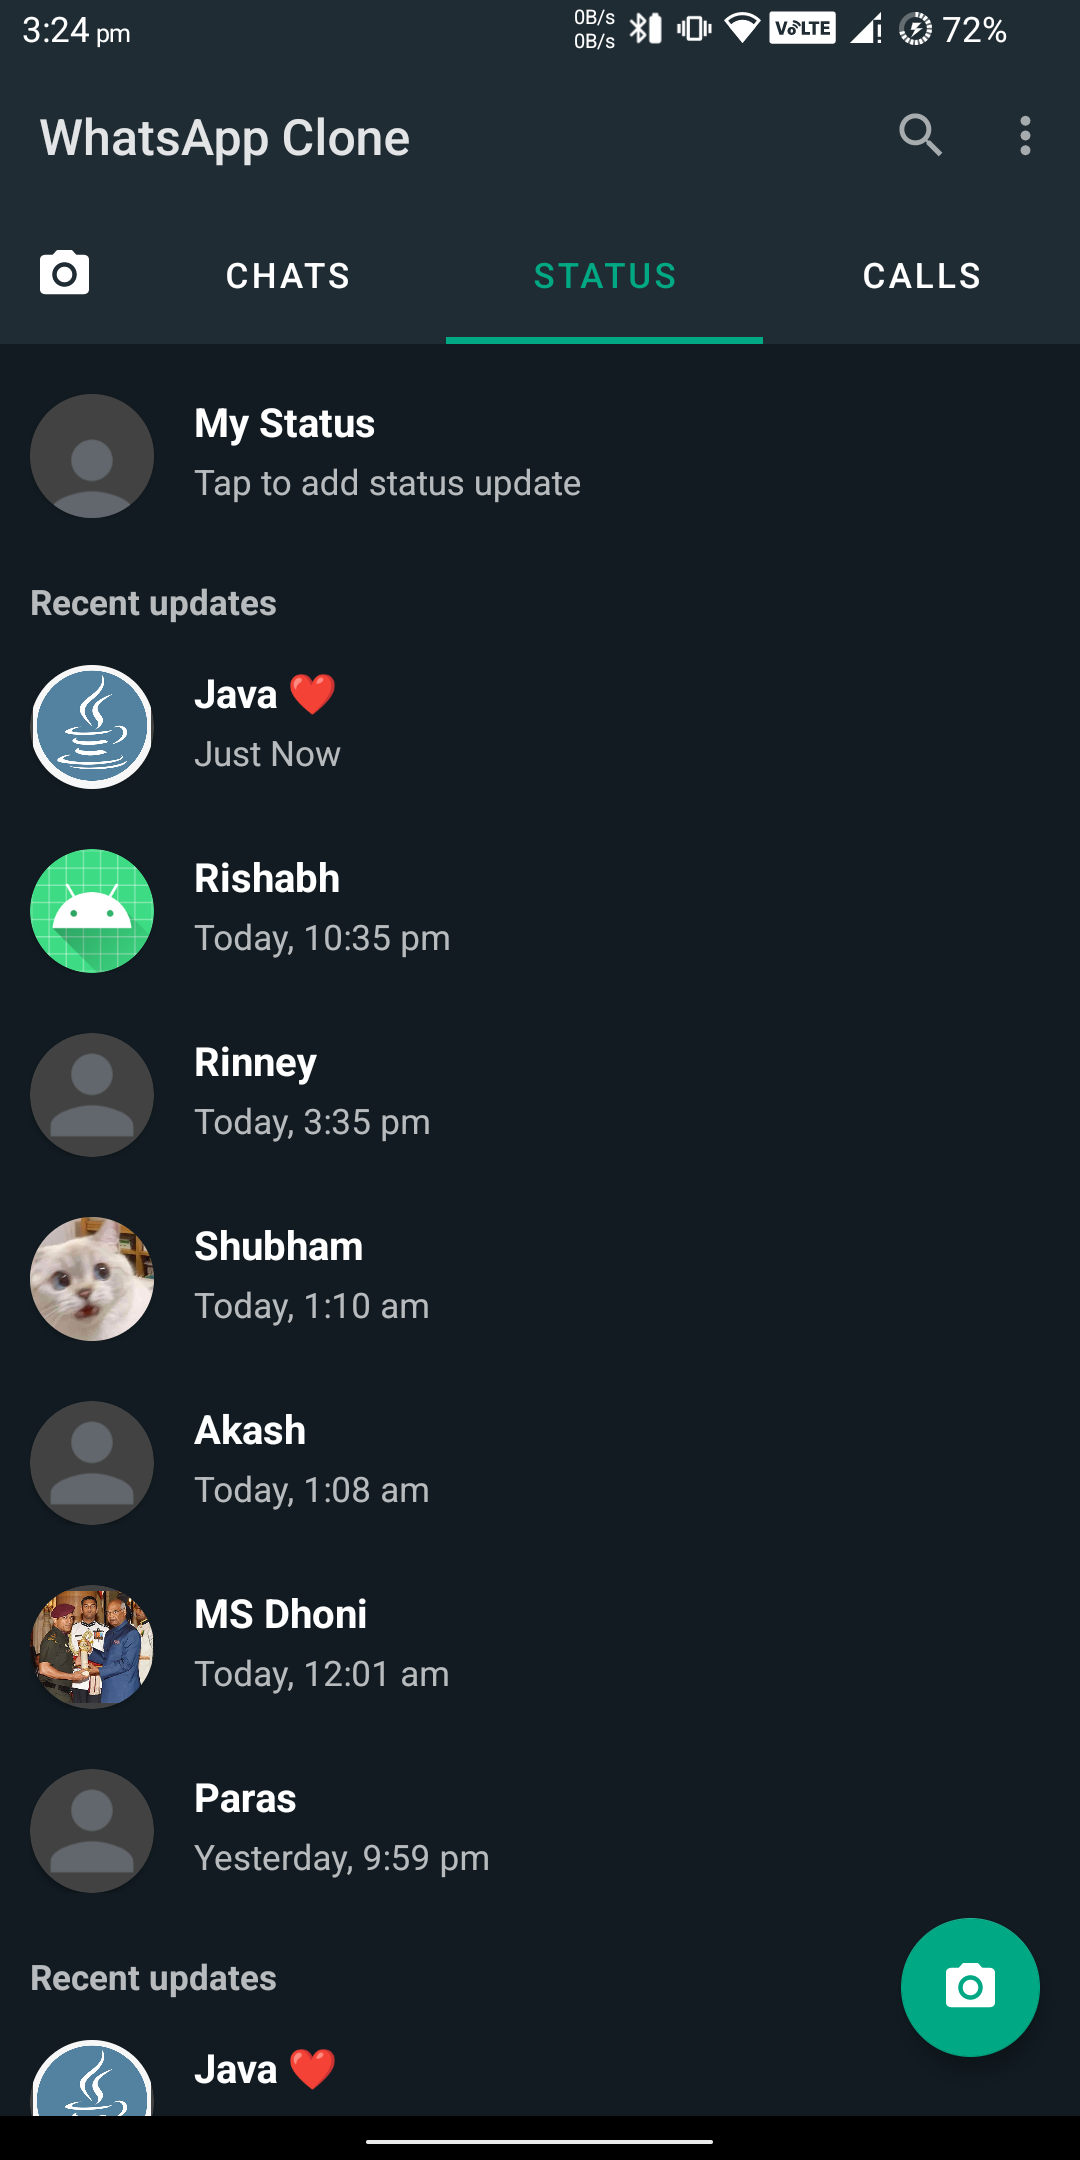 3:24 pm
0B/s
0B/s
VoLTE
72%
WhatsApp Clone
CHATS
STATUS
CALLS
My Status
Tap to add status update
Recent updates
Java ❤️
Just Now
Rishabh
Today, 10:35 pm
Rinney
Today, 3:35 pm
Shubham
Today, 1:10 am
Akash
Today, 1:08 am
MS Dhoni
Today, 12:01 am
Paras
Yesterday, 9:59 pm
Recent updates
Java ❤️